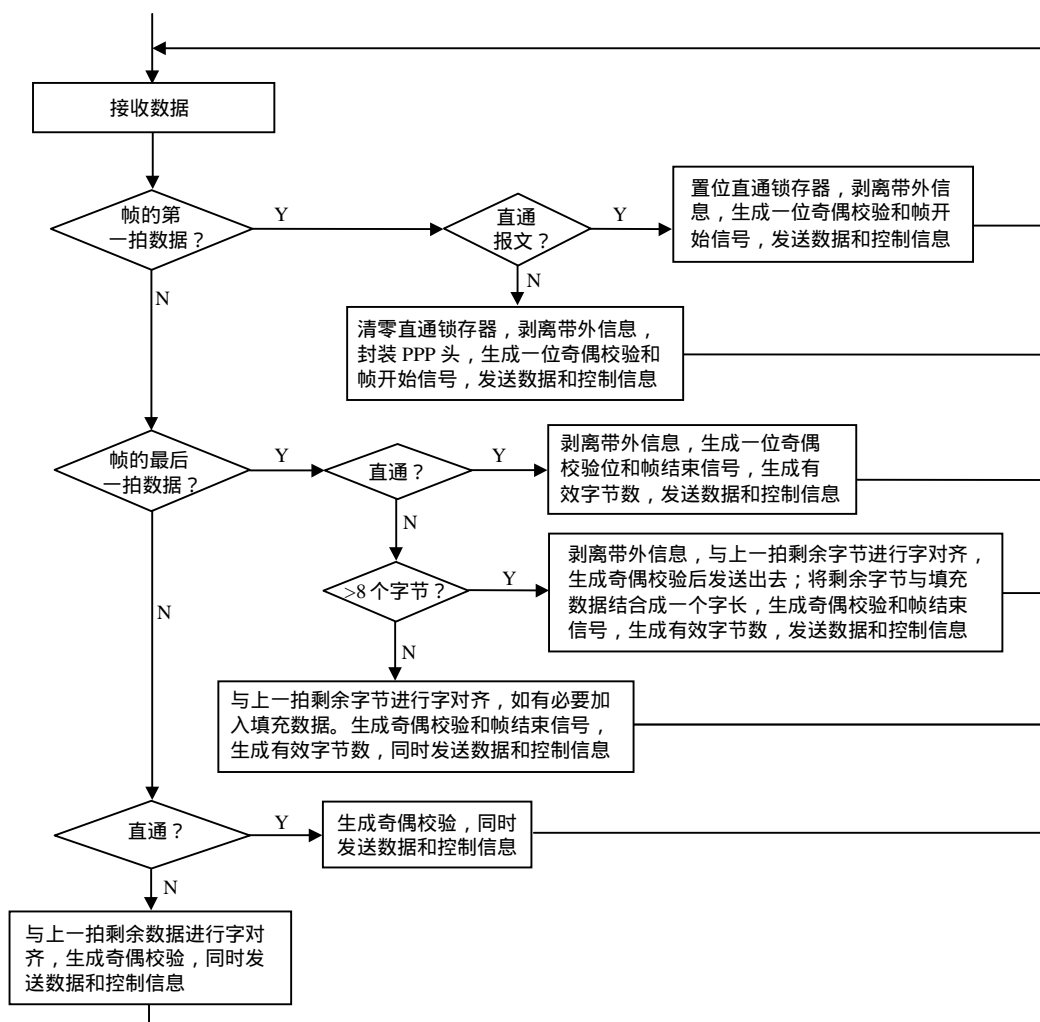 接收数据
帧的第
一拍数据？
Y
直通
报文？
Y
置位直通锁存器，剥离带外信
息，生成一位奇偶校验和帧开
始信号，发送数据和控制信息
N
N
清零直通锁存器，剥离带外信息，
封装 PPP 头，生成一位奇偶校验和
帧开始信号，发送数据和控制信息
帧的最后
一拍数据？
Y
直通？
Y
剥离带外信息，生成一位奇偶
校验位和帧结束信号，生成有
效字节数，发送数据和控制信息
N
>8 个字节？
Y
剥离带外信息，与上一拍剩余字节进行字对齐，
生成奇偶校验后发送出去；将剩余字节与填充
数据结合成一个字长，生成奇偶校验和帧结束
信号，生成有效字节数，发送数据和控制信息
N
N
与上一拍剩余字节进行字对齐，如有必要加
入填充数据。生成奇偶校验和帧结束信号，
生成有效字节数，同时发送数据和控制信息
直通？
Y
生成奇偶校验，同时
发送数据和控制信息
N
与上一拍剩余数据进行字对
齐，生成奇偶校验，同时发
送数据和控制信息